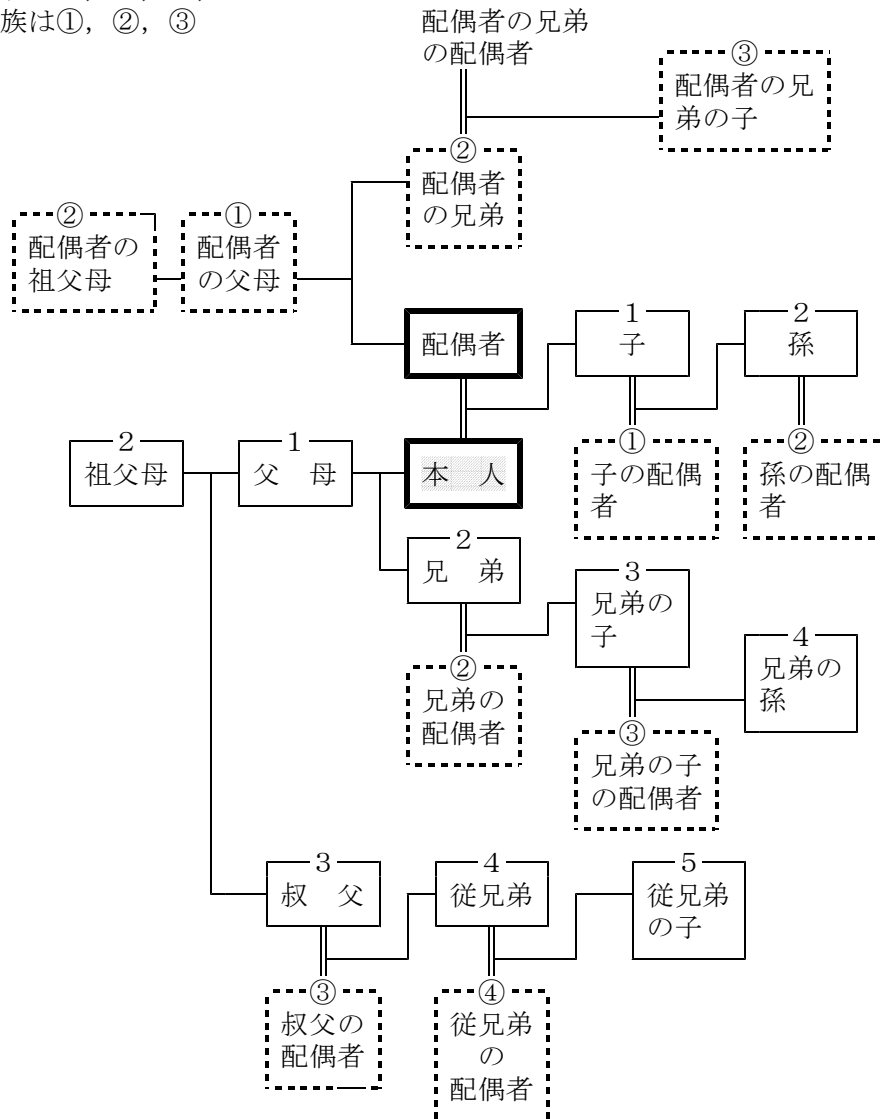 族は①，②，③
配偶者の兄弟
の配偶者
③
配偶者の兄
弟の子
②
配偶者
の兄弟
②
配偶者の
祖父母
①
配偶者
の父母
配偶者
1
子
2
孫
2
祖父母
1
父　母
本　人
①
子の配偶
者
②
孫の配偶
者
2
兄　弟
3
兄弟の
子
4
兄弟の
孫
②
兄弟の
配偶者
③
兄弟の子
の配偶者
3
叔　父
4
従兄弟
5
従兄弟
の子
③
叔父の
配偶者
④
従兄弟
の
配偶者